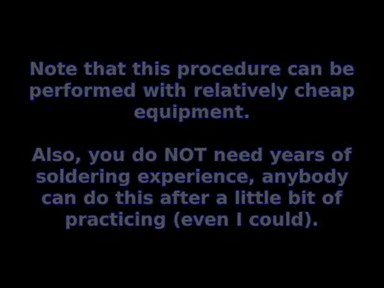 Note that this procedure can be
performed with relatively cheap
equipment.
Also, you do NOT need years of
soldering experience, anybody
can do this after a little bit of
practicing (even I could).